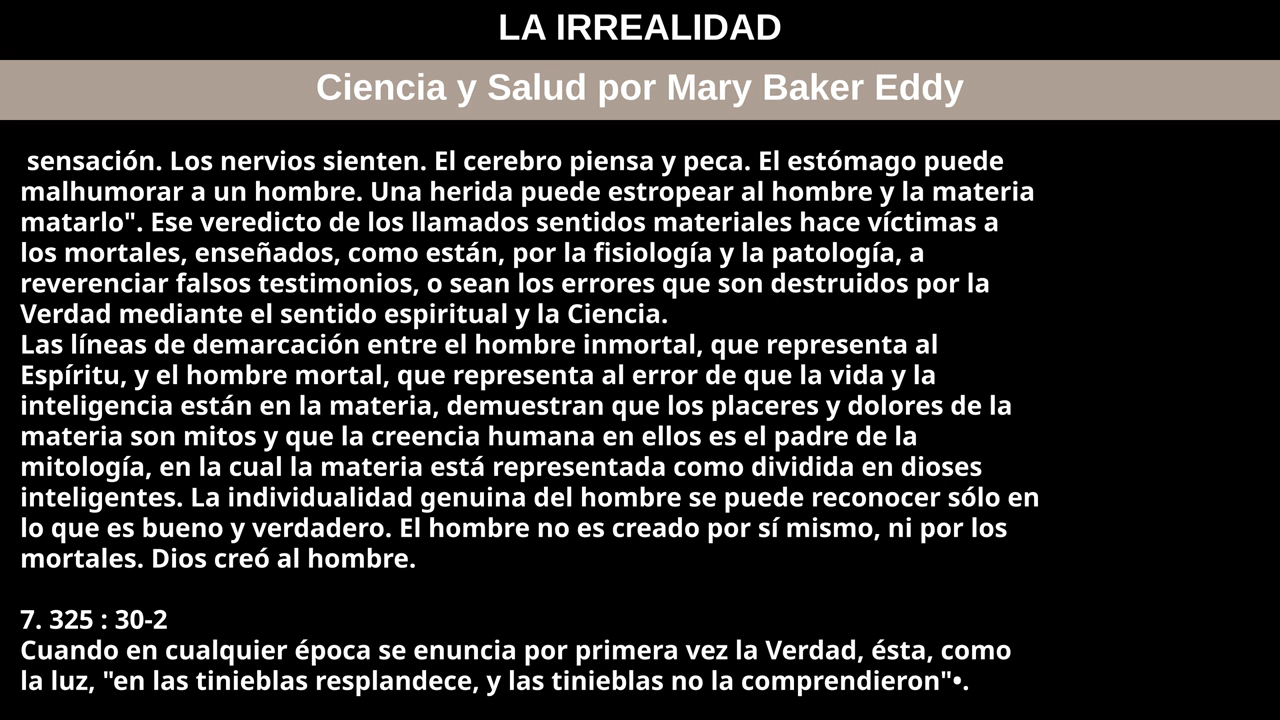 LA IRREALIDAD
Ciencia y Salud por Mary Baker Eddy
sensación. Los nervios sienten. El cerebro piensa y peca. El estómago puede
malhumorar a un hombre. Una herida puede estropear al hombre y la materia
matarlo". Ese veredicto de los llamados sentidos materiales hace víctimas a
los mortales, enseñados, como están, por la fisiología y la patología, a
reverenciar falsos testimonios, o sean los errores que son destruidos por la
Verdad mediante el sentido espiritual y la Ciencia.
Las líneas de demarcación entre el hombre inmortal, que representa al
Espíritu, y el hombre mortal, que representa al error de que la vida y la
inteligencia están en la materia, demuestran que los placeres y dolores de la
materia son mitos y que la creencia humana en ellos es el padre de la
mitología, en la cual la materia está representada como dividida en dioses
inteligentes. La individualidad genuina del hombre se puede reconocer sólo en
lo que es bueno y verdadero. El hombre no es creado por sí mismo, ni por los
mortales. Dios creó al hombre.
7. 325 : 30-2
Cuando en cualquier época se enuncia por primera vez la Verdad, ésta, como
la luz, "en las tinieblas resplandece, y las tinieblas no la comprendieron"•.